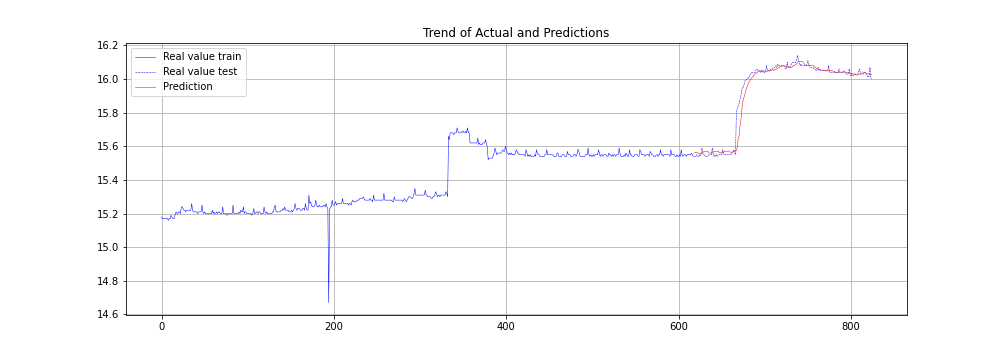 Trend of Actual and Predictions
16.2
16.0
15.8
15.6
15.4
15.2
15.0
14.8
14.6
Real value train
Real value test
Prediction
0 200 400 600 800